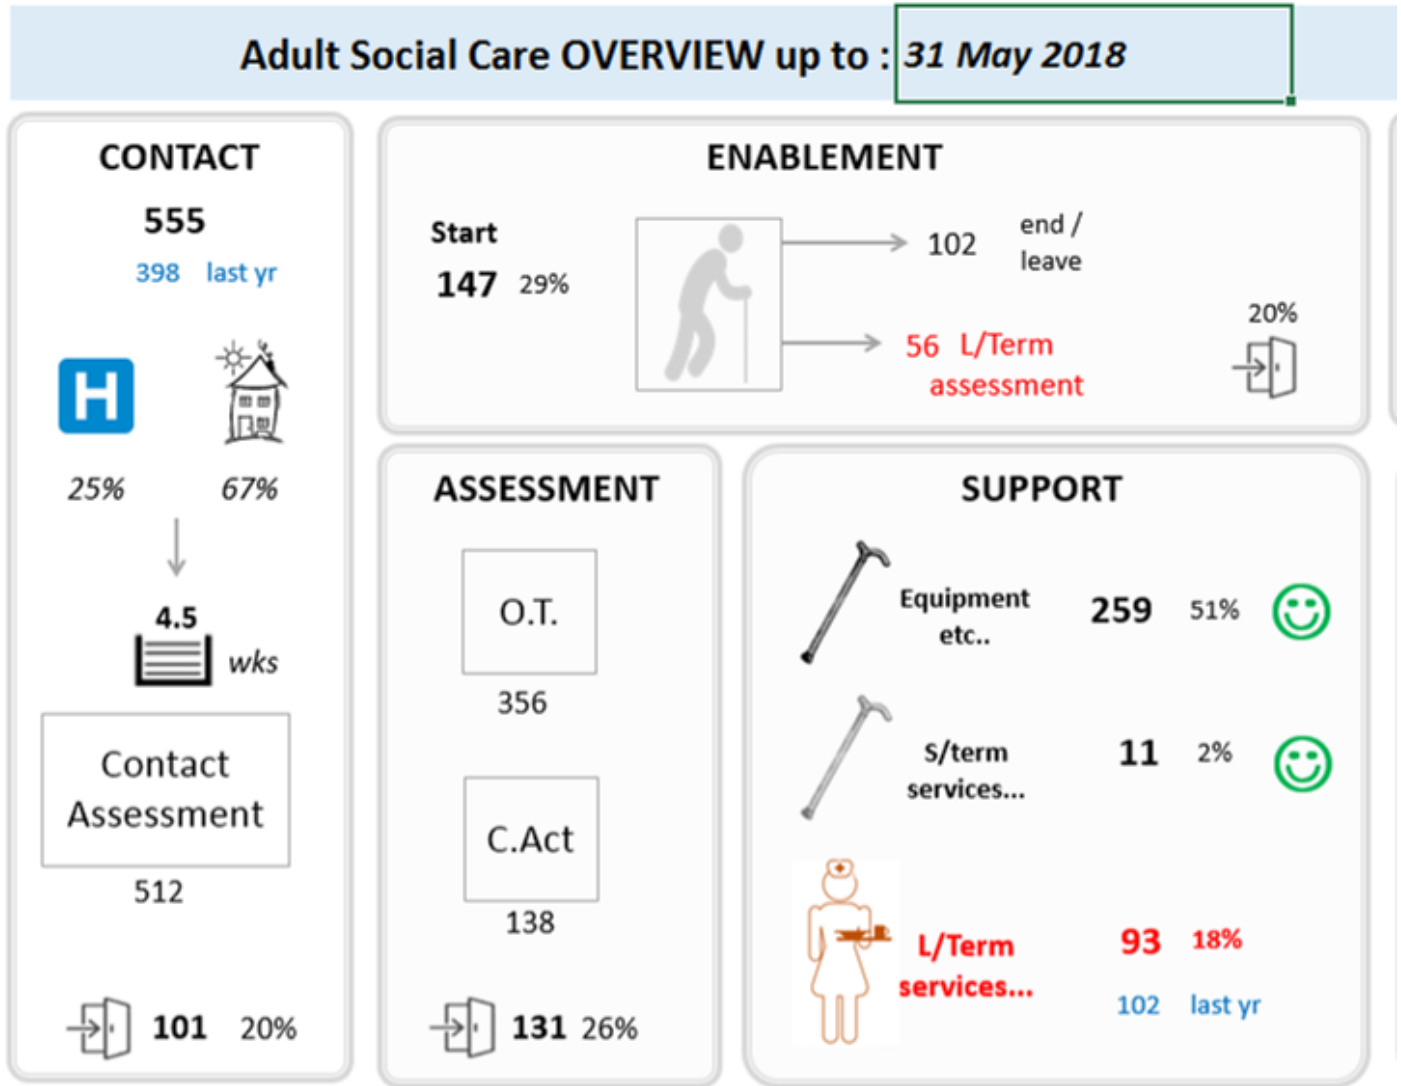 Adult Social Care OVERVIEW up to : 31 May 2018
CONTACT
555
398 last yr
H
25% 67%
4.5
wks
Contact
Assessment
512
101 20%
ENABLEMENT
Start
147 29%
102 end /
leave
56 L/Term
assessment
20%
ASSESSMENT
O.T.
356
C.Act
138
131 26%
SUPPORT
Equipment
etc.. 259 51%
S/term
services... 11 2%
L/Term
services... 93 18%
102 last yr